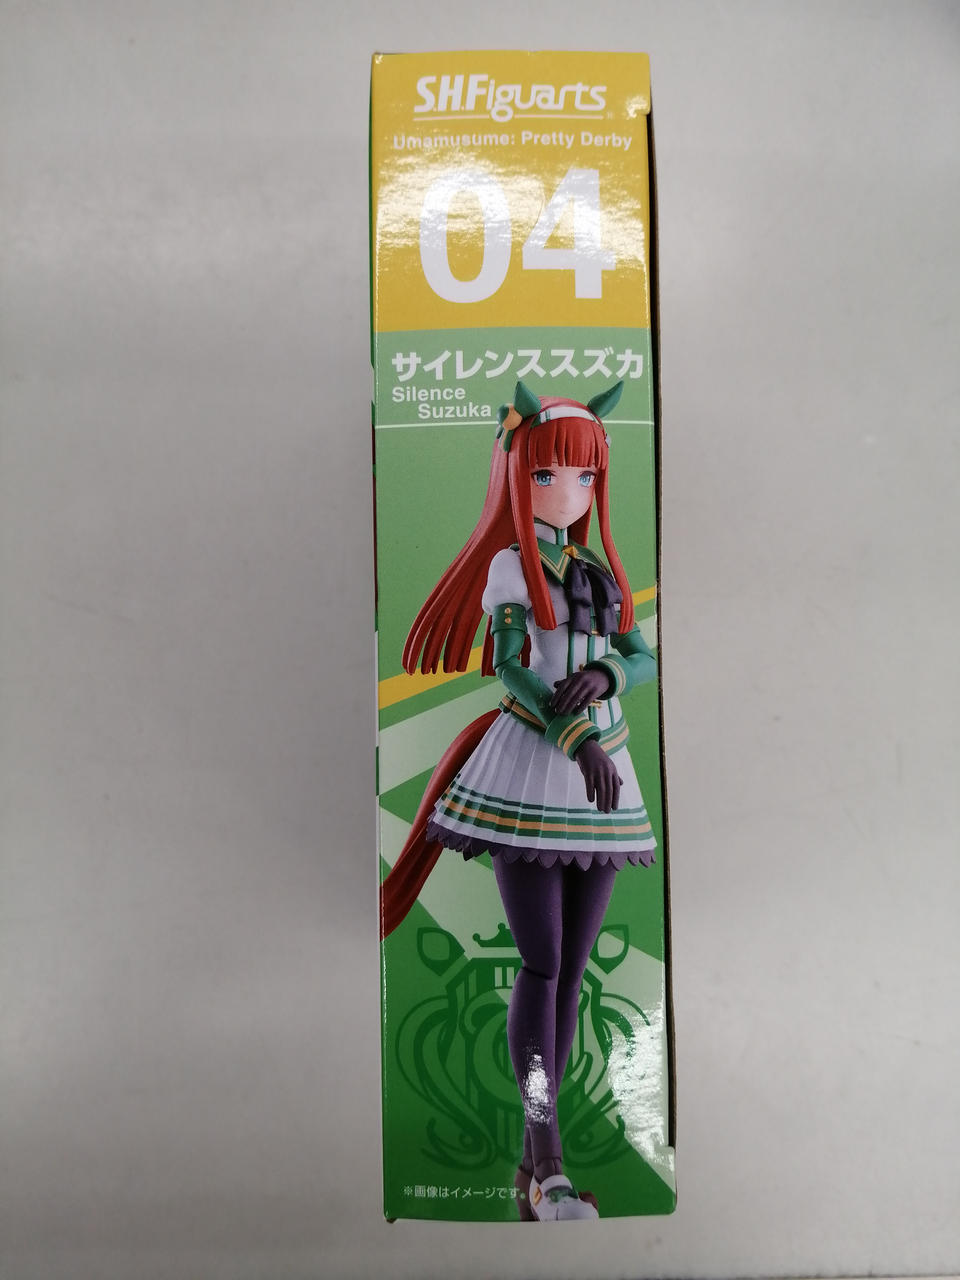 S.H.Figuarts
Umamusume: Pretty Derby
04
サイレンススズカ
Silence
Suzuka
※画像はイメージです。